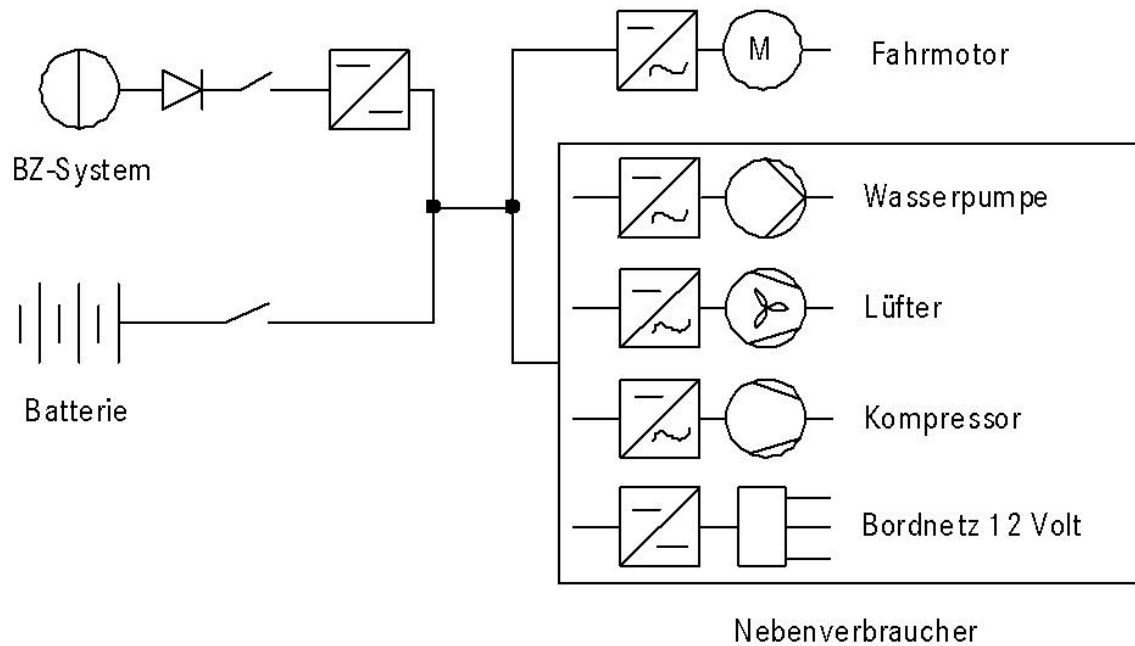 M
Fahrmotor
BZ-System
Wasserpumpe
Lüfter
Batterie
Kompressor
Bordnetz 12 Volt
Nebenverbraucher